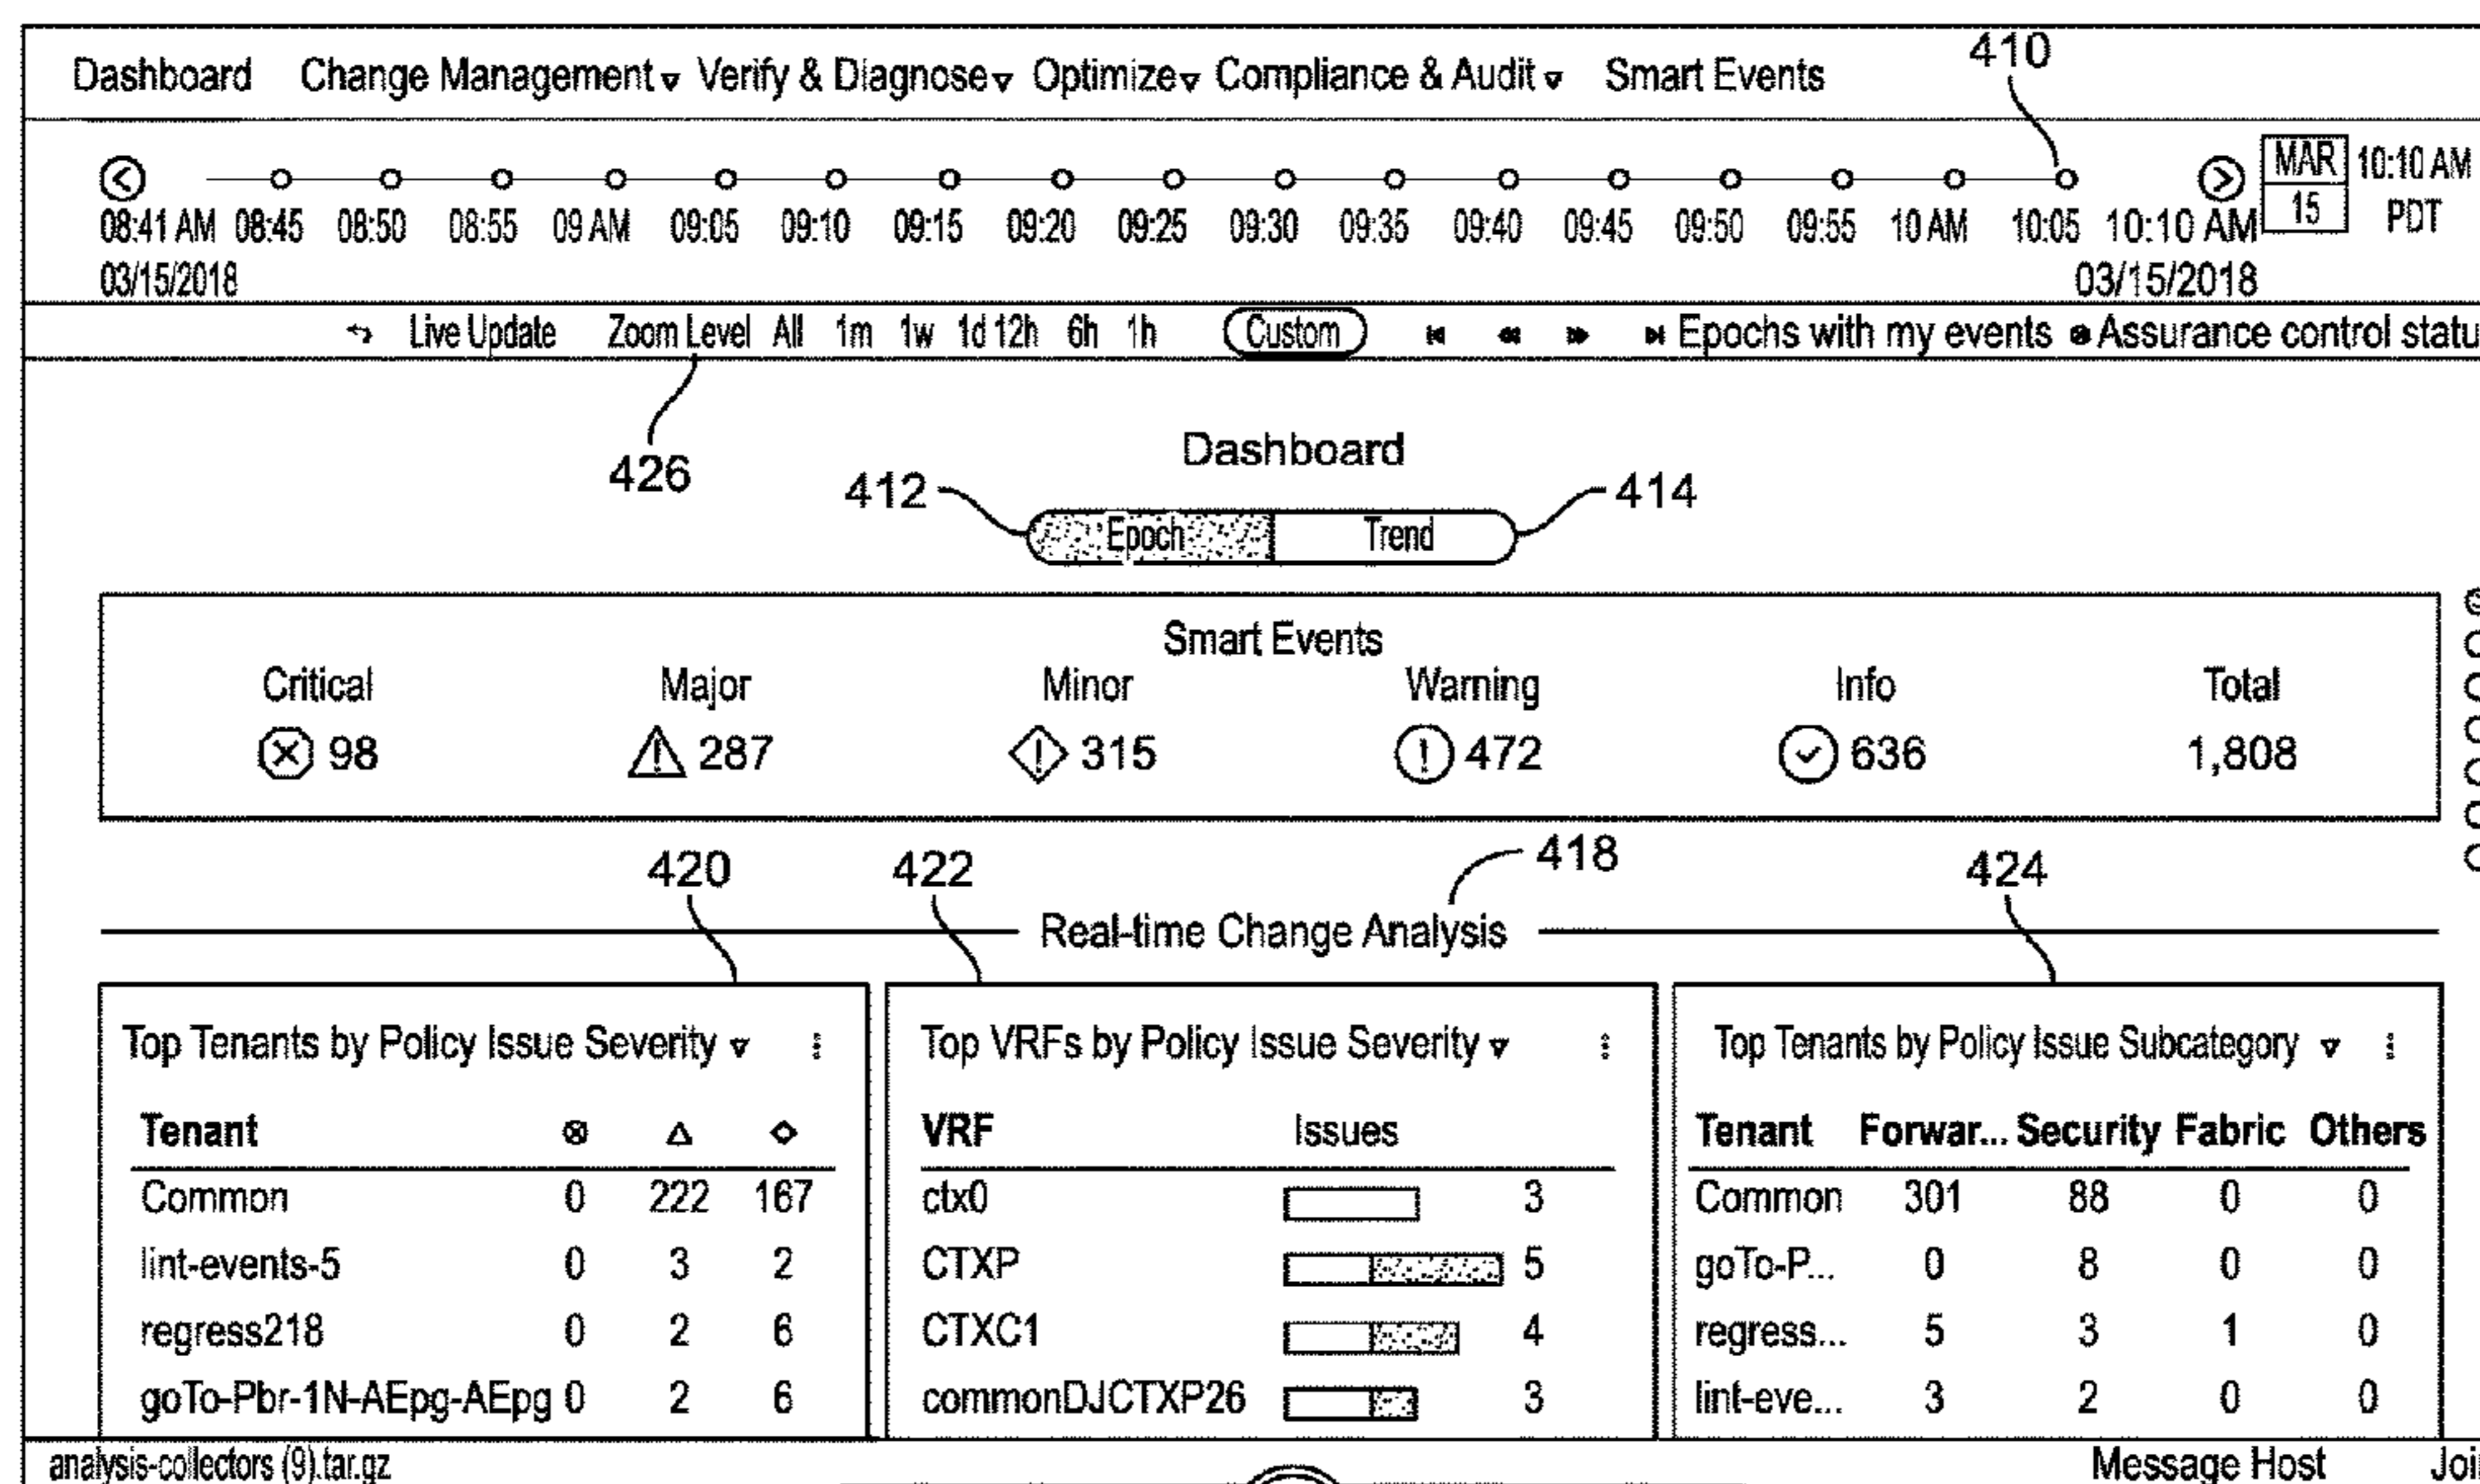 410
Dashboard Change Management Verify & Diagnose Optimize Compliance & Audit Smart Events
MAR 10:10 AM
15 PDT
08:41 AM 08:45 08:50 08:55 09 AM 09:05 09:10 09:15 09:20 09:25 09:30 09:35 09:40 09:45 09:50 09:55 10 AM 10:05 10:10 AM
03/15/2018 03/15/2018
Live Update Zoom Level All 1m 1w 1d 12h 6h 1h Custom Epochs with my events Assurance control statu
426
Dashboard
412 414
Epoch Trend
Smart Events
Critical Major Minor Warning Info Total
98 287 315 472 636 1,808
420 422 418 424
Real-time Change Analysis
Top Tenants by Policy Issue Severity
Tenant
Common 0 222 167
lint-events-5 0 3 2
regress218 0 2 6
goTo-Pbr-1N-AEpg-AEpg 0 2 6
Top VRFs by Policy Issue Severity
VRF Issues
ctx0 3
CTXP 5
CTXC1 4
commonDJCTXP26 3
Top Tenants by Policy Issue Subcategory
Tenant Forwar... Security Fabric Others
Common 301 88 0 0
goTo-P... 0 8 0 0
regress... 5 3 1 0
lint-eve... 3 2 0 0
analysis-collectors (9).tar.gz Message Host Joi